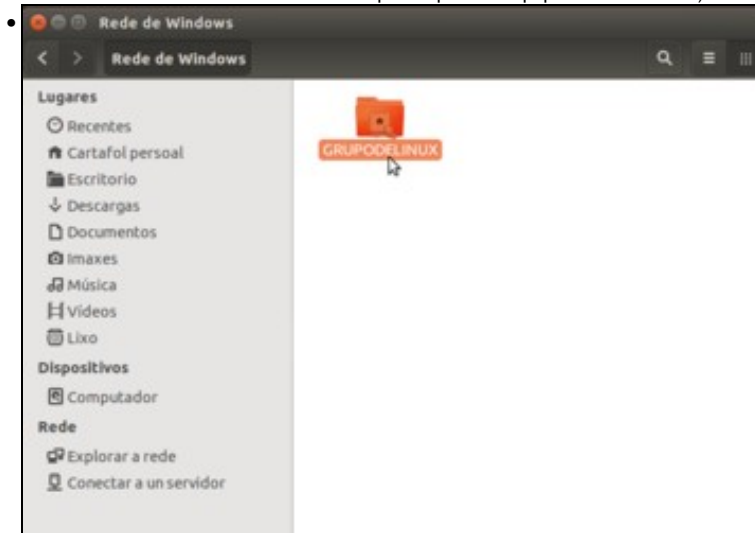 Rede de Windows
Rede de Windows
Lugares
Recentes
Cartafol persoal
Escritorio
Descargas
Documentos
Imaxes
Música
Vídeos
Lixo
Dispositivos
Computador
Rede
Explorar a rede
Conectar a un servidor
GRUPODELINUX